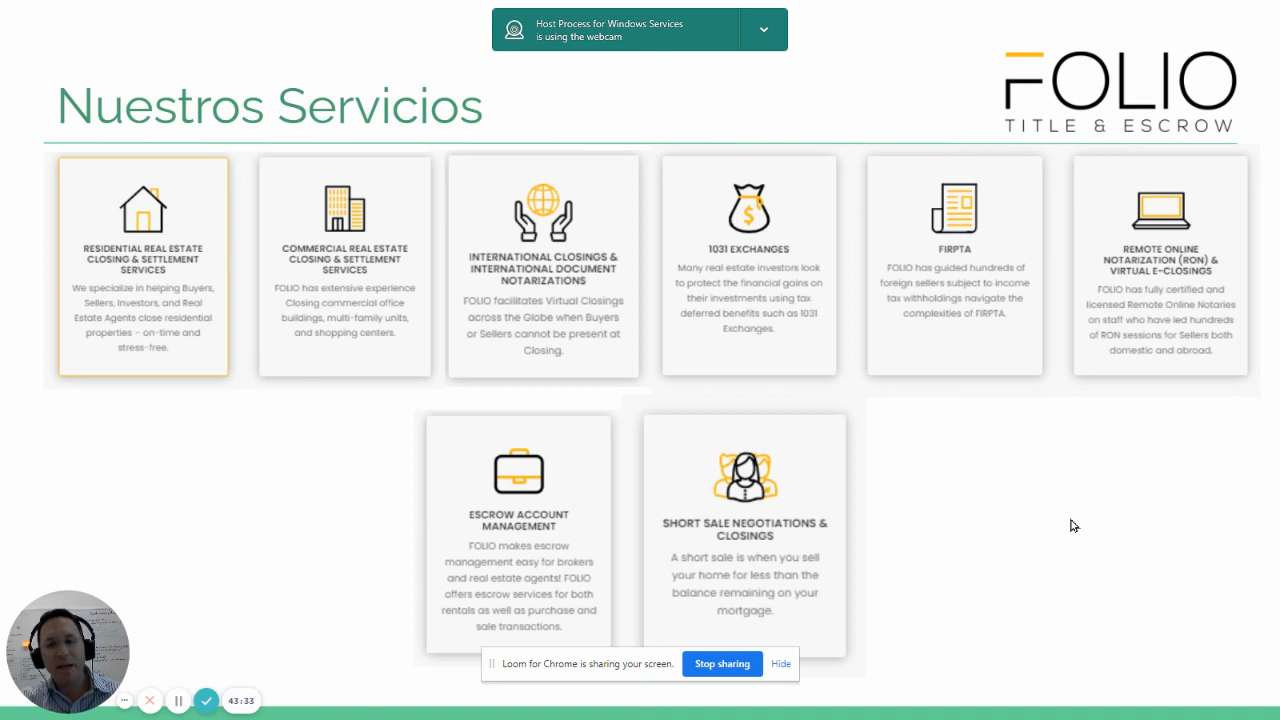 Host Process for Windows Services
is using the webcam
Nuestros Servicios
FOLIO
TITLE & ESCROW
RESIDENTIAL REAL ESTATE
CLOSING & SETTLEMENT
SERVICES
We specialize in helping Buyers,
Sellers, Investors, and Real
Estate Agents close residential
properties – on-time and
stress-free.
COMMERCIAL REAL ESTATE
CLOSING & SETTLEMENT
SERVICES
FOLIO has extensive experience
Closing commercial office
buildings, multi-family units,
and shopping centers.
INTERNATIONAL CLOSINGS &
INTERNATIONAL DOCUMENT
NOTARIZATIONS
FOLIO facilitates Virtual Closings
across the Globe when Buyers
or Sellers cannot be present at
Closing.
1031 EXCHANGES
Many real estate investors look
to protect the financial gains on
their investments using tax
deferred benefits such as 1031
Exchanges.
FIRPTA
FOLIO has guided hundreds of
foreign sellers subject to income
tax withholdings navigate the
complexities of FIRPTA.
REMOTE ONLINE
NOTARIZATION (RON) &
VIRTUAL E-CLOSINGS
FOLIO has fully certified and
licensed Remote Online Notaries
on staff who have led hundreds
of RON sessions for Sellers both
domestic and abroad.
ESCROW ACCOUNT
MANAGEMENT
FOLIO makes escrow
management easy for brokers
and real estate agents! FOLIO
offers escrow services for both
rentals as well as purchase and
sale transactions.
SHORT SALE NEGOTIATIONS &
CLOSINGS
A short sale is when you sell
your home for less than the
balance remaining on your
mortgage.
Loom for Chrome is sharing your screen.
Stop sharing
Hide
43:33